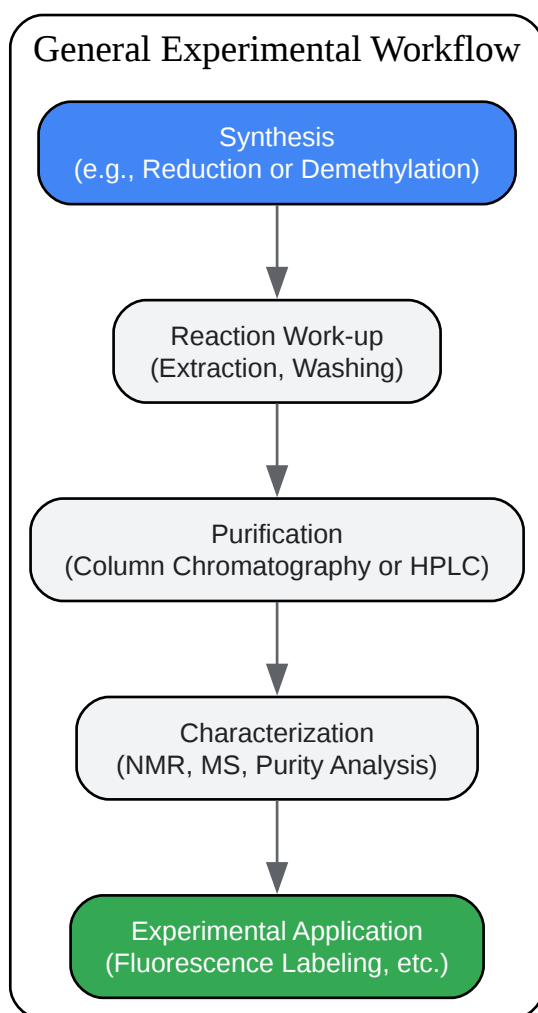 General Experimental Workflow
Synthesis
(e.g., Reduction or Demethylation)
Reaction Work-up
(Extraction, Washing)
Purification
(Column Chromatography or HPLC)
Characterization
(NMR, MS, Purity Analysis)
Experimental Application
(Fluorescence Labeling, etc.)